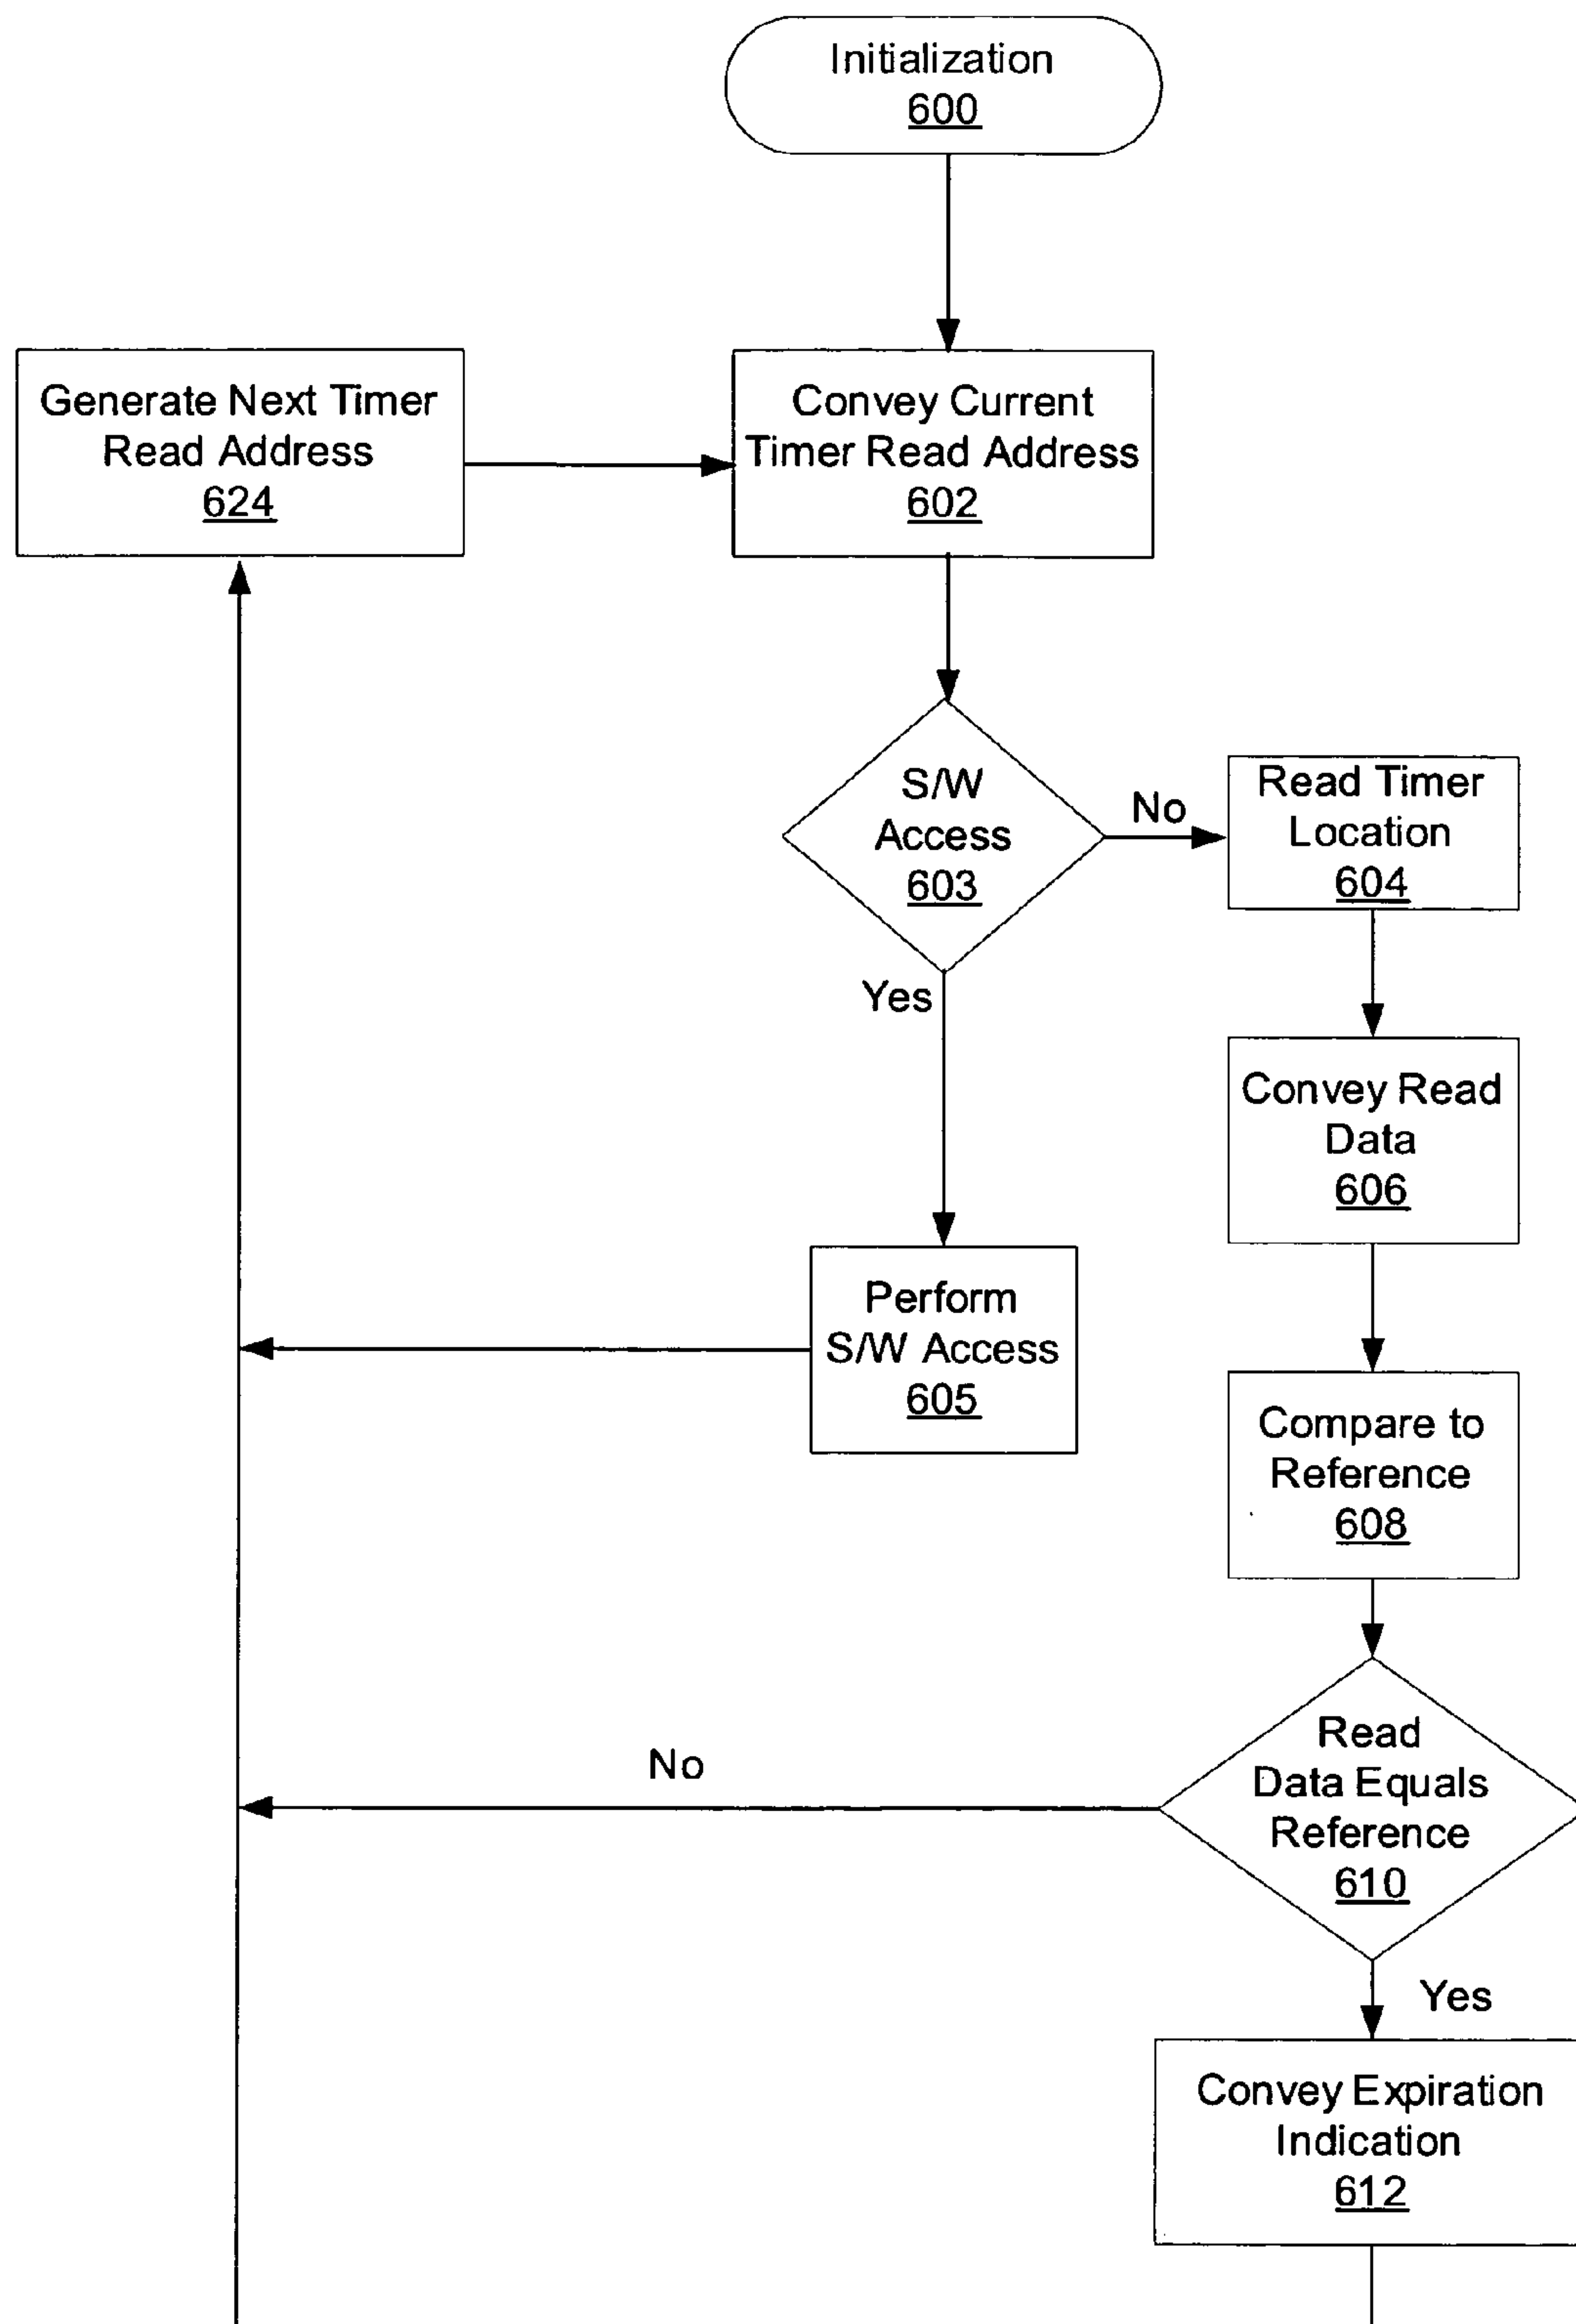 Initialization
600
Generate Next Timer
Read Address
624
Convey Current
Timer Read Address
602
S/W
Access
603
No
Read Timer
Location
604
Yes
Convey Read
Data
606
Perform
S/W Access
605
Compare to
Reference
608
No
Read
Data Equals
Reference
610
Yes
Convey Expiration
Indication
612